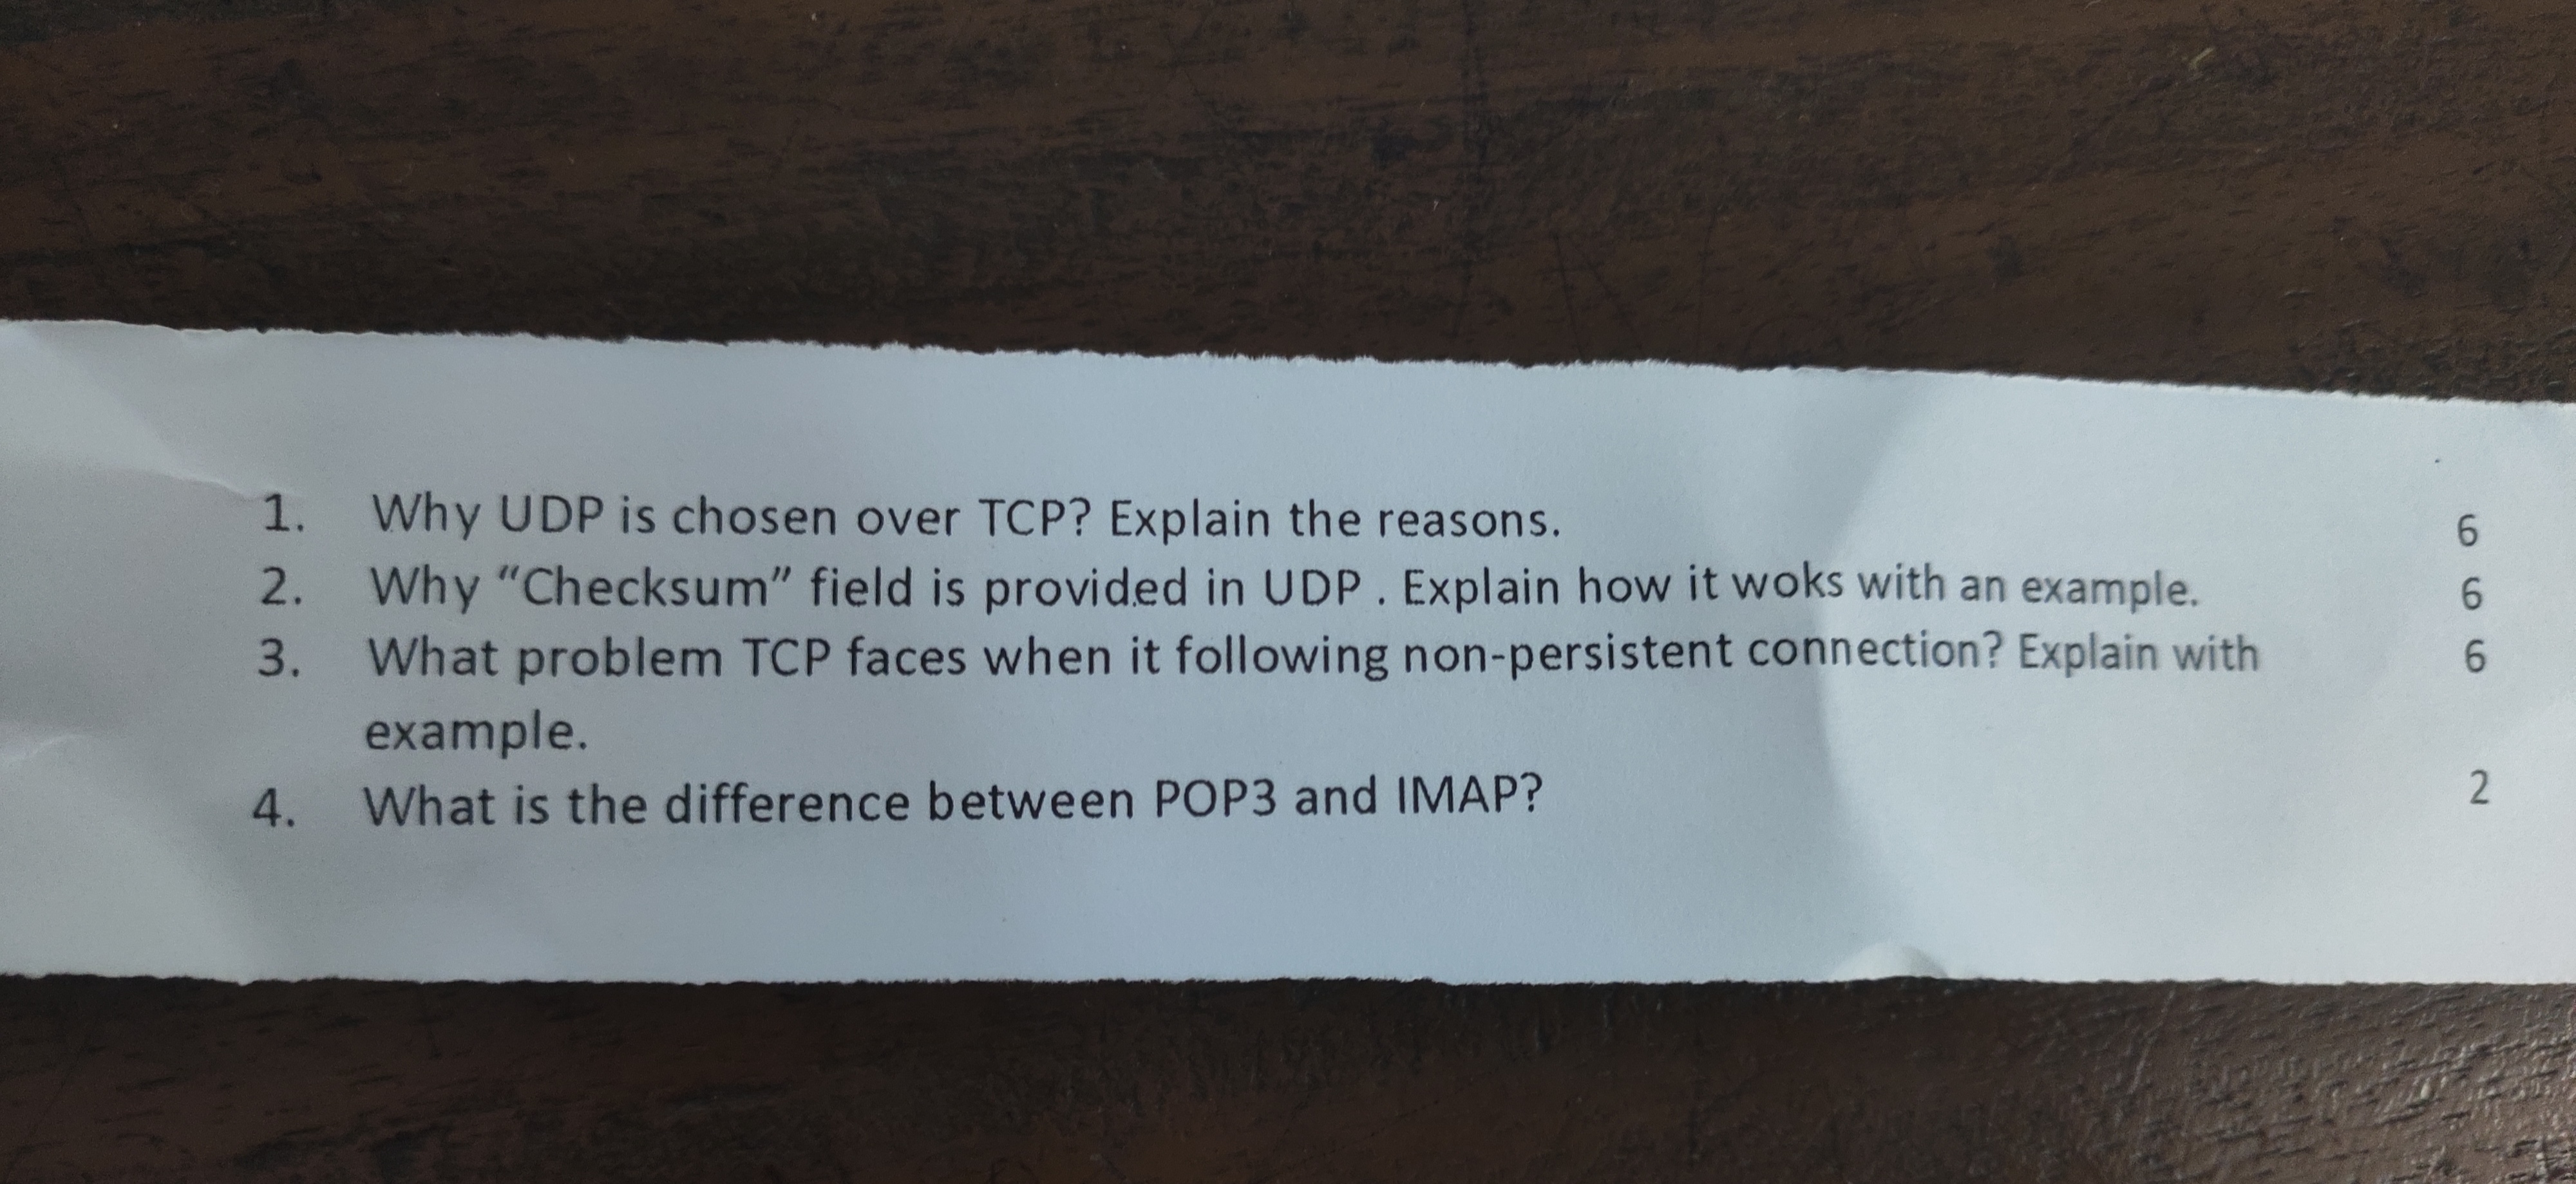 1. Why UDP is chosen over TCP? Explain the reasons. 6
2. Why “Checksum” field is provided in UDP . Explain how it woks with an example. 6
3. What problem TCP faces when it following non-persistent connection? Explain with 6
example.
4. What is the difference between POP3 and IMAP? 2